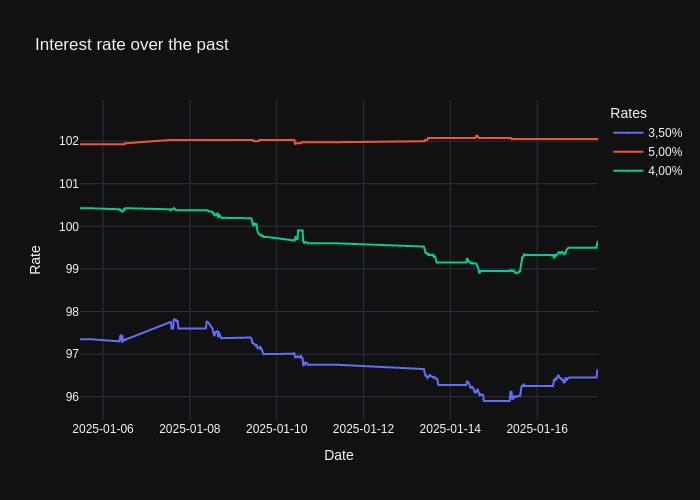 Interest rate over the past
Rates
3,50%
5,00%
4,00%
102
101
100
99
98
97
96
Rate
2025-01-06 2025-01-08 2025-01-10 2025-01-12 2025-01-14 2025-01-16
Date